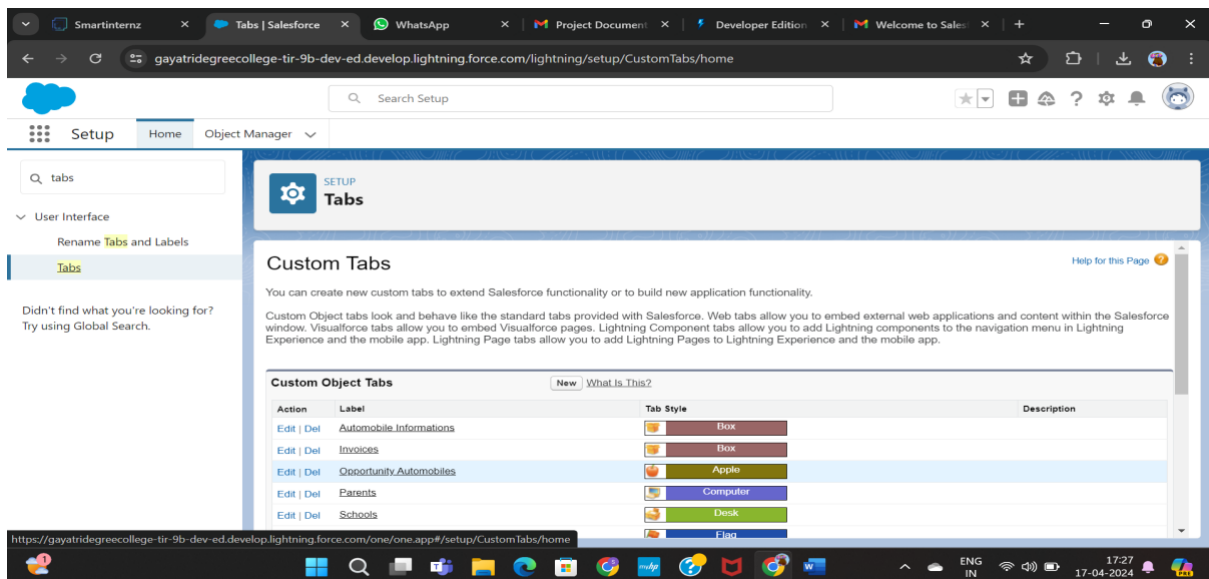 Smartinternz
Tabs | Salesforce
WhatsApp
Project Document
Developer Edition
Welcome to Sales
gayatridegreecollege-tir-9b-dev-ed.develop.lightning.force.com/lightning/setup/CustomTabs/home
Search Setup
Setup
Home
Object Manager
tabs
User Interface
Rename Tabs and Labels
Tabs
Didn't find what you're looking for?
Try using Global Search.
SETUP
Tabs
Custom Tabs
Help for this Page
You can create new custom tabs to extend Salesforce functionality or to build new application functionality.
Custom Object tabs look and behave like the standard tabs provided with Salesforce. Web tabs allow you to embed external web applications and content within the Salesforce
window. Visualforce tabs allow you to embed Visualforce pages. Lightning Component tabs allow you to add Lightning components to the navigation menu in Lightning
Experience and the mobile app. Lightning Page tabs allow you to add Lightning Pages to Lightning Experience and the mobile app.
Custom Object Tabs New What Is This?
Action Label Tab Style Description
Edit | Del Automobile Informations Box
Edit | Del Invoices Box
Edit | Del Opportunity Automobiles Apple
Edit | Del Parents Computer
Edit | Del Schools Desk
Flag
https://gayatridegreecollege-tir-9b-dev-ed.develop.lightning.force.com/one/one.app#/setup/CustomTabs/home
1
ENG
IN
17:27
17-04-2024